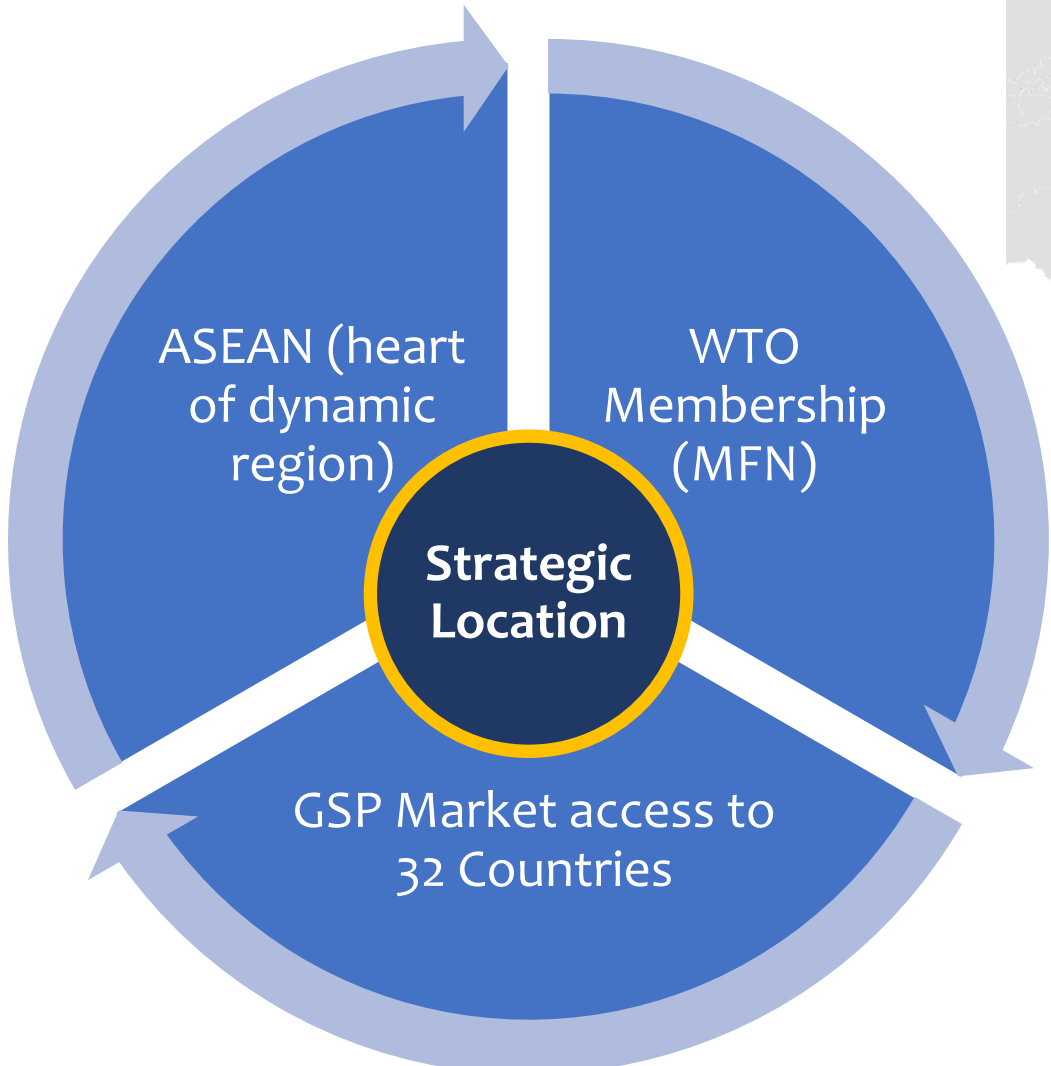 ASEAN (heart
of dynamic
region)
WTO
Membership
(MFN)
Strategic
Location
GSP Market access to
32 Countries